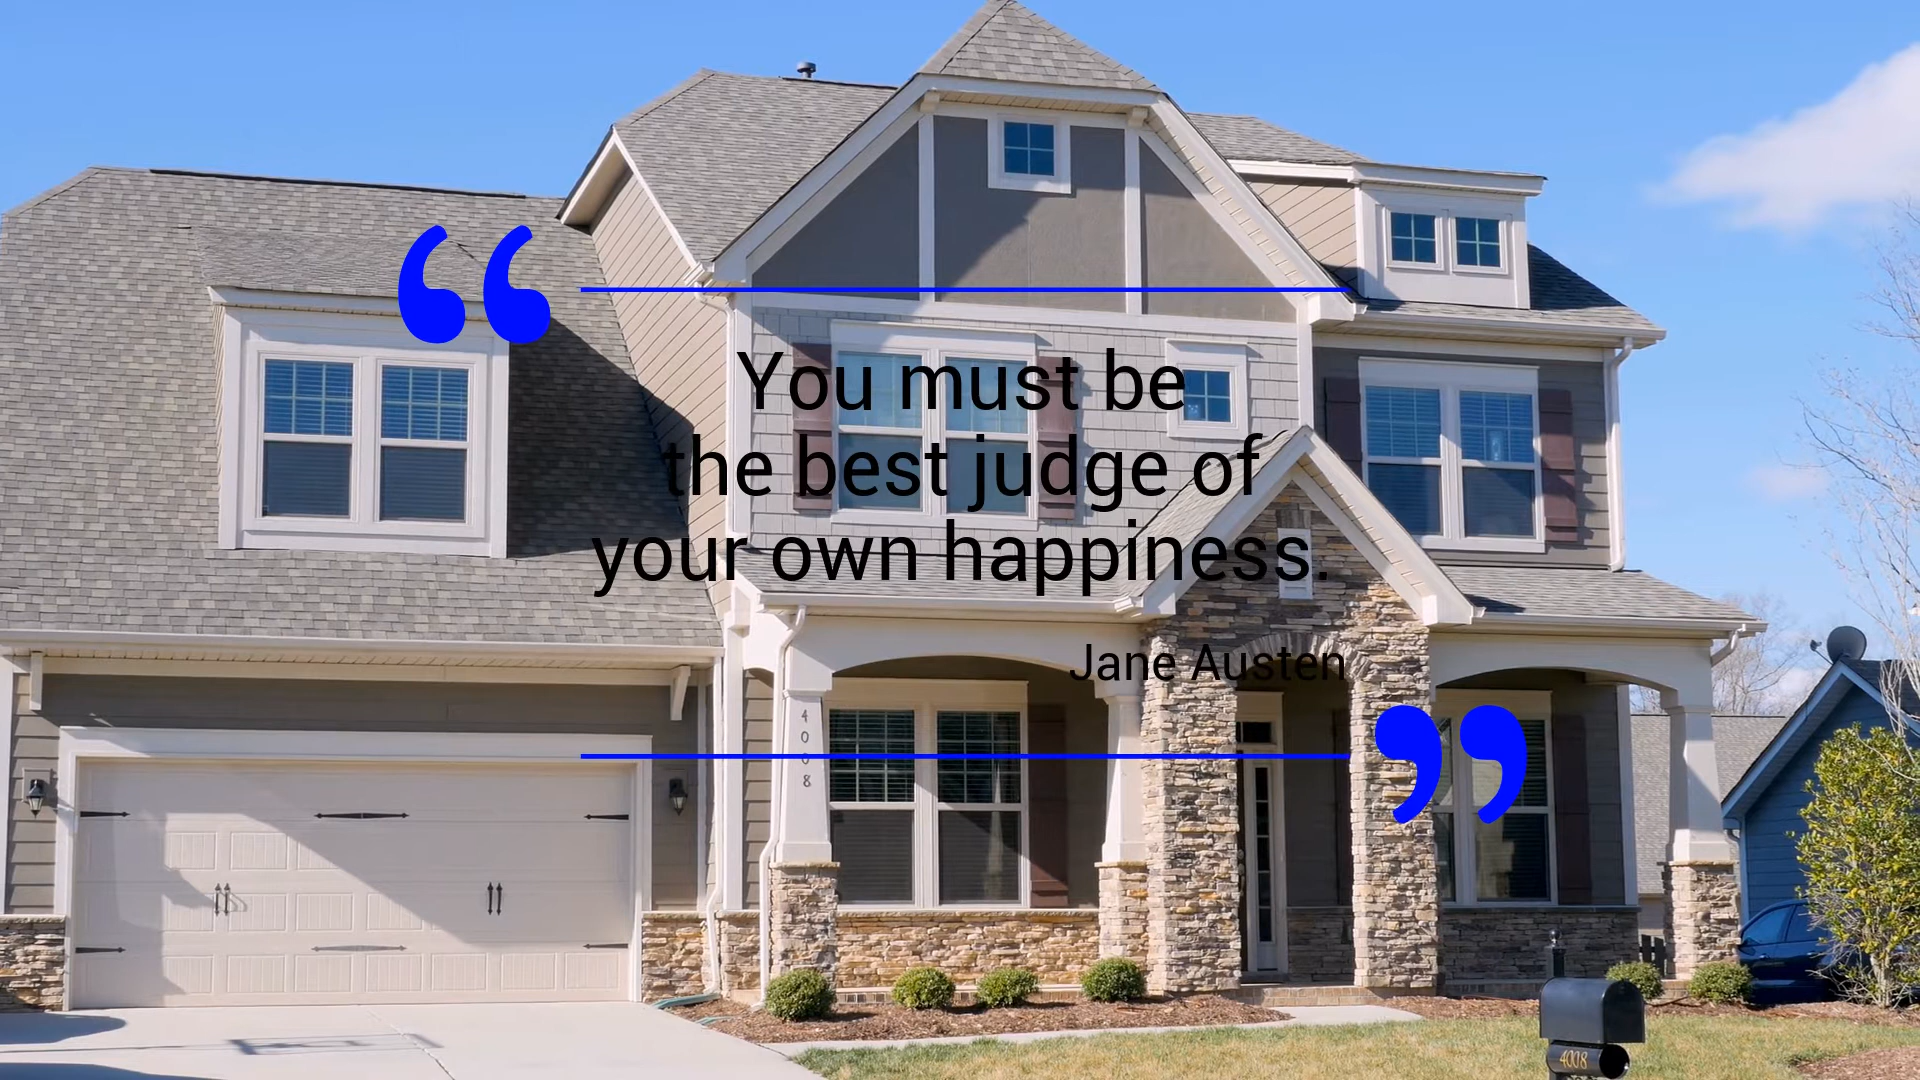 “
You must be
the best judge of
your own happiness.
Jane Austen
”
4008
4008